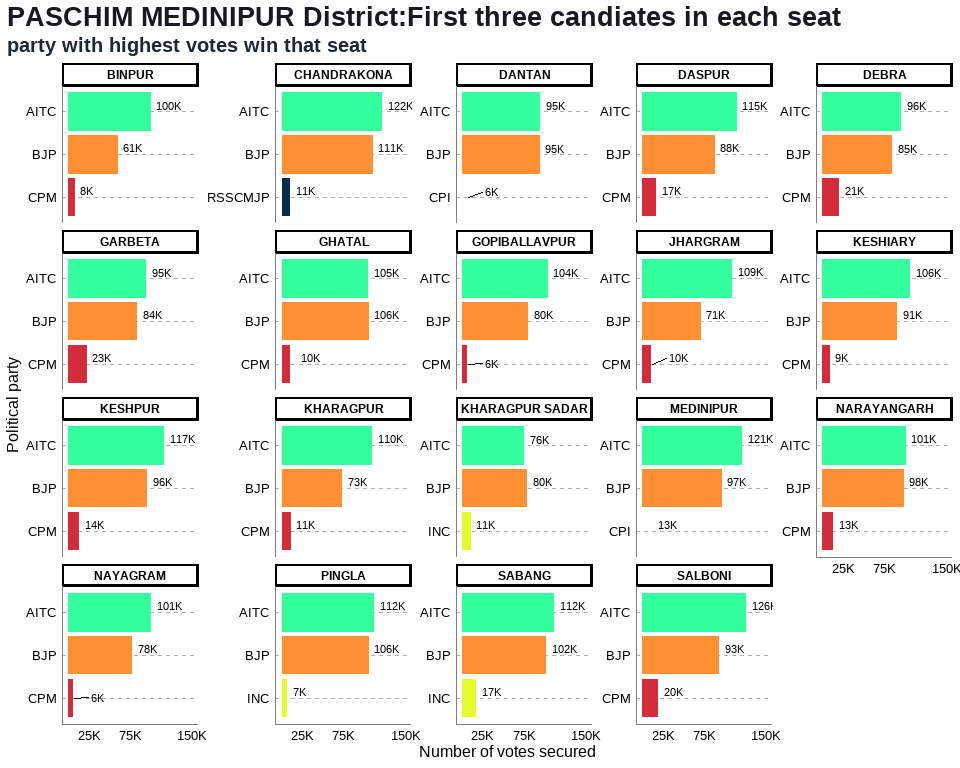 PASCHIM MEDINIPUR District:First three candiates in each seat
party with highest votes win that seat
BINPUR
AITC 100K
BJP 61K
CPM 8K
CHANDRAKONA
AITC 122K
BJP 111K
RSSCMJP 11K
DANTAN
AITC 95K
BJP 95K
CPI 6K
DASPUR
AITC 115K
BJP 88K
CPM 17K
DEBRA
AITC 96K
BJP 85K
CPM 21K
GARBETA
AITC 95K
BJP 84K
CPM 23K
GHATAL
AITC 105K
BJP 106K
CPM 10K
GOPIBALLAVPUR
AITC 104K
BJP 80K
CPM 6K
JHARGRAM
AITC 109K
BJP 71K
CPM 10K
KESHIARY
AITC 106K
BJP 91K
CPM 9K
Political party
KESHPUR
AITC 117K
BJP 96K
CPM 14K
KHARAGPUR
AITC 110K
BJP 73K
CPM 11K
KHARAGPUR SADAR
AITC 76K
BJP 80K
INC 11K
MEDINIPUR
AITC 121K
BJP 97K
CPI 13K
NARAYANGARH
AITC 101K
BJP 98K
CPM 13K
25K 75K 150K
NAYAGRAM
AITC 101K
BJP 78K
CPM 6K
25K 75K 150K
PINGLA
AITC 112K
BJP 106K
INC 7K
25K 75K 150K
SABANG
AITC 112K
BJP 102K
INC 17K
25K 75K 150K
SALBONI
AITC 126K
BJP 93K
CPM 20K
25K 75K 150K
Number of votes secured